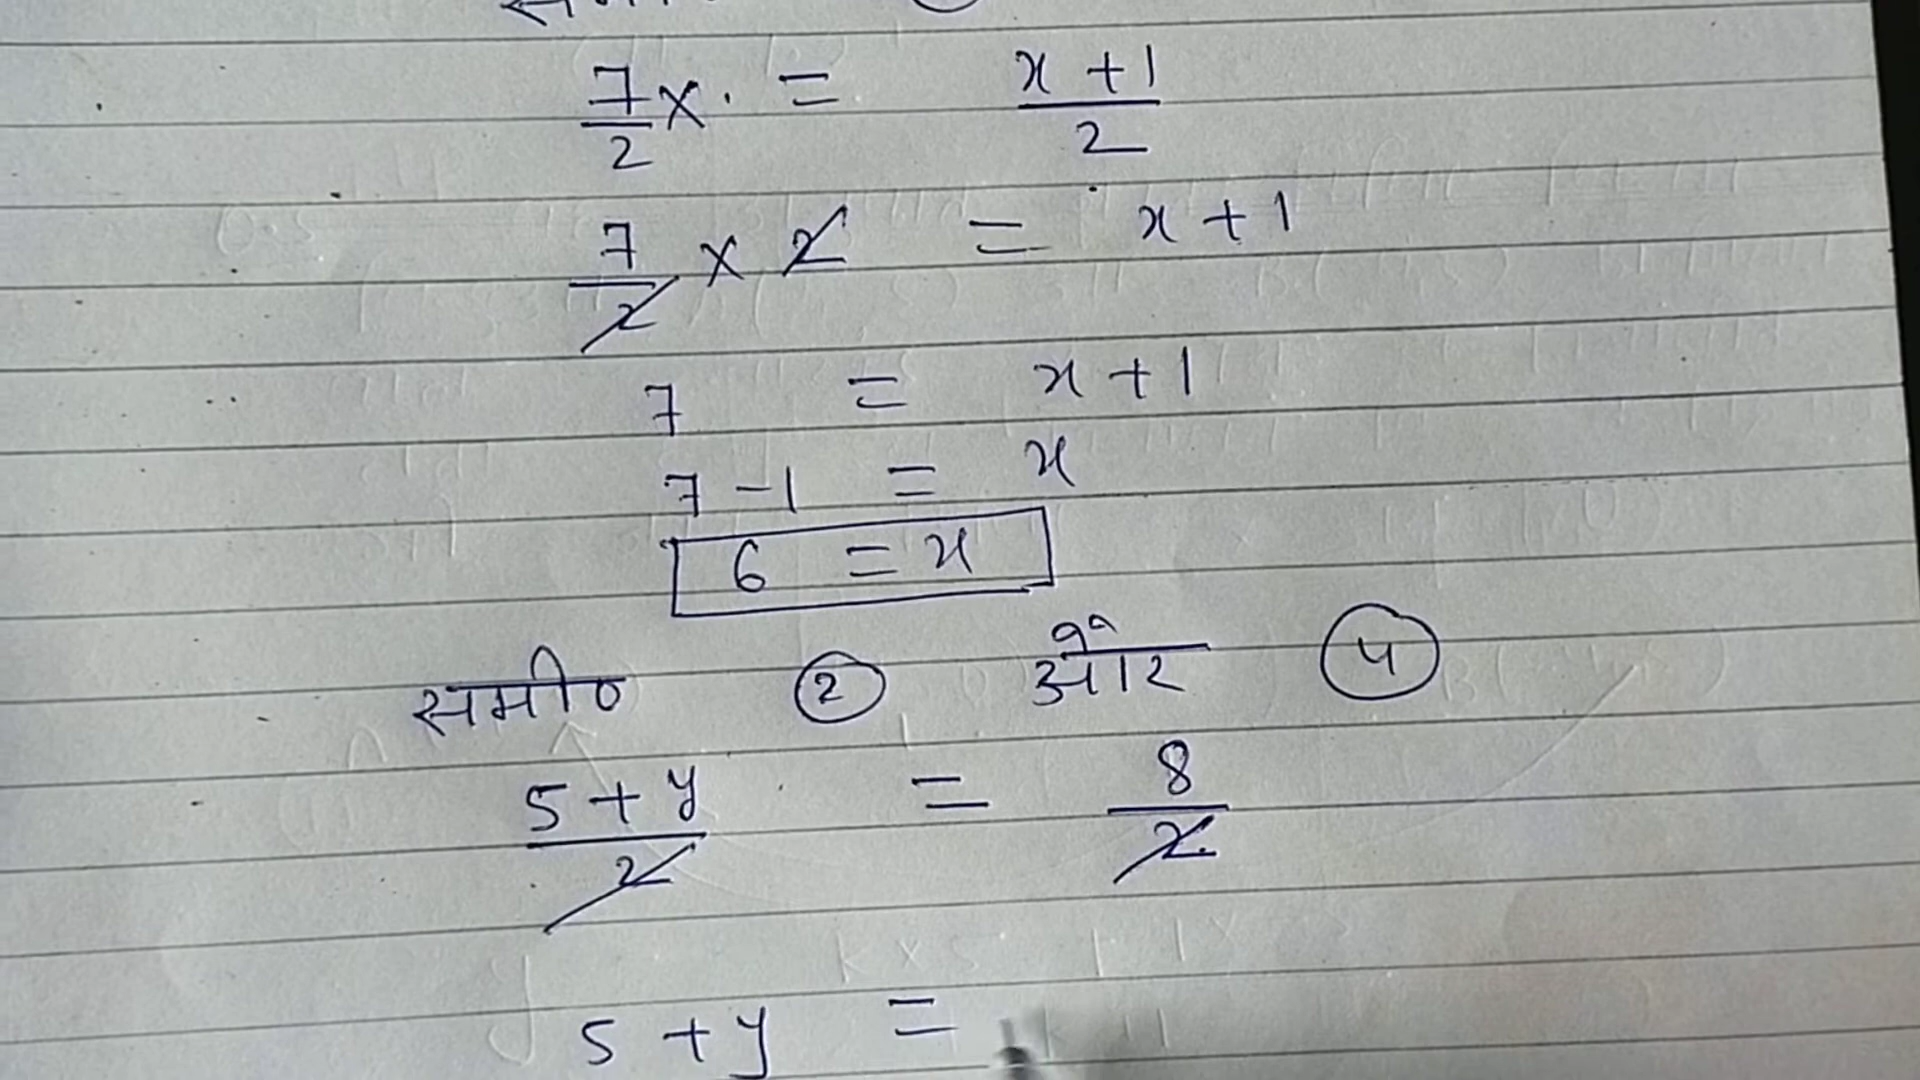 7/2 x. = x + 1/2
7/2 x 2 = x + 1
7 = x + 1
7 - 1 = x
6 = x
समी० 2 और 4
5 + y/2 = 8/2
5 + y =